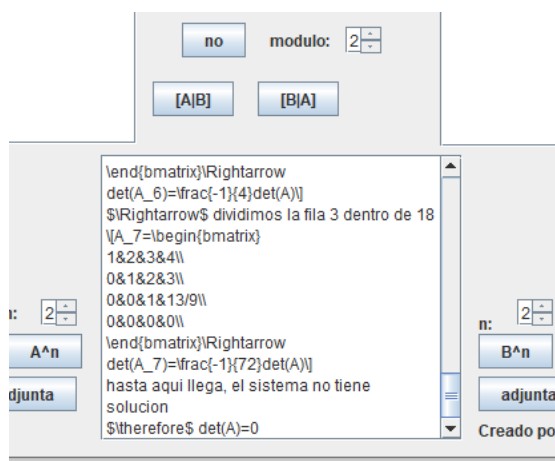 no modulo: 2
[A|B] [B|A]
\end{bmatrix}\Rightarrow
det(A_6)=\frac{-1}{4}det(A)\]
$\Rightarrow$ dividimos la fila 3 dentro de 18
\[A_7=\begin{bmatrix}
1&2&3&4\\
0&1&2&3\\
0&0&1&13/9\\
0&0&0&0\\
\end{bmatrix}\Rightarrow
det(A_7)=\frac{-1}{72}det(A)\]
hasta aqui llega, el sistema no tiene
solucion
$\therefore$ det(A)=0
: 2
A^n
djunta
n: 2
B^n
adjunta
Creado po